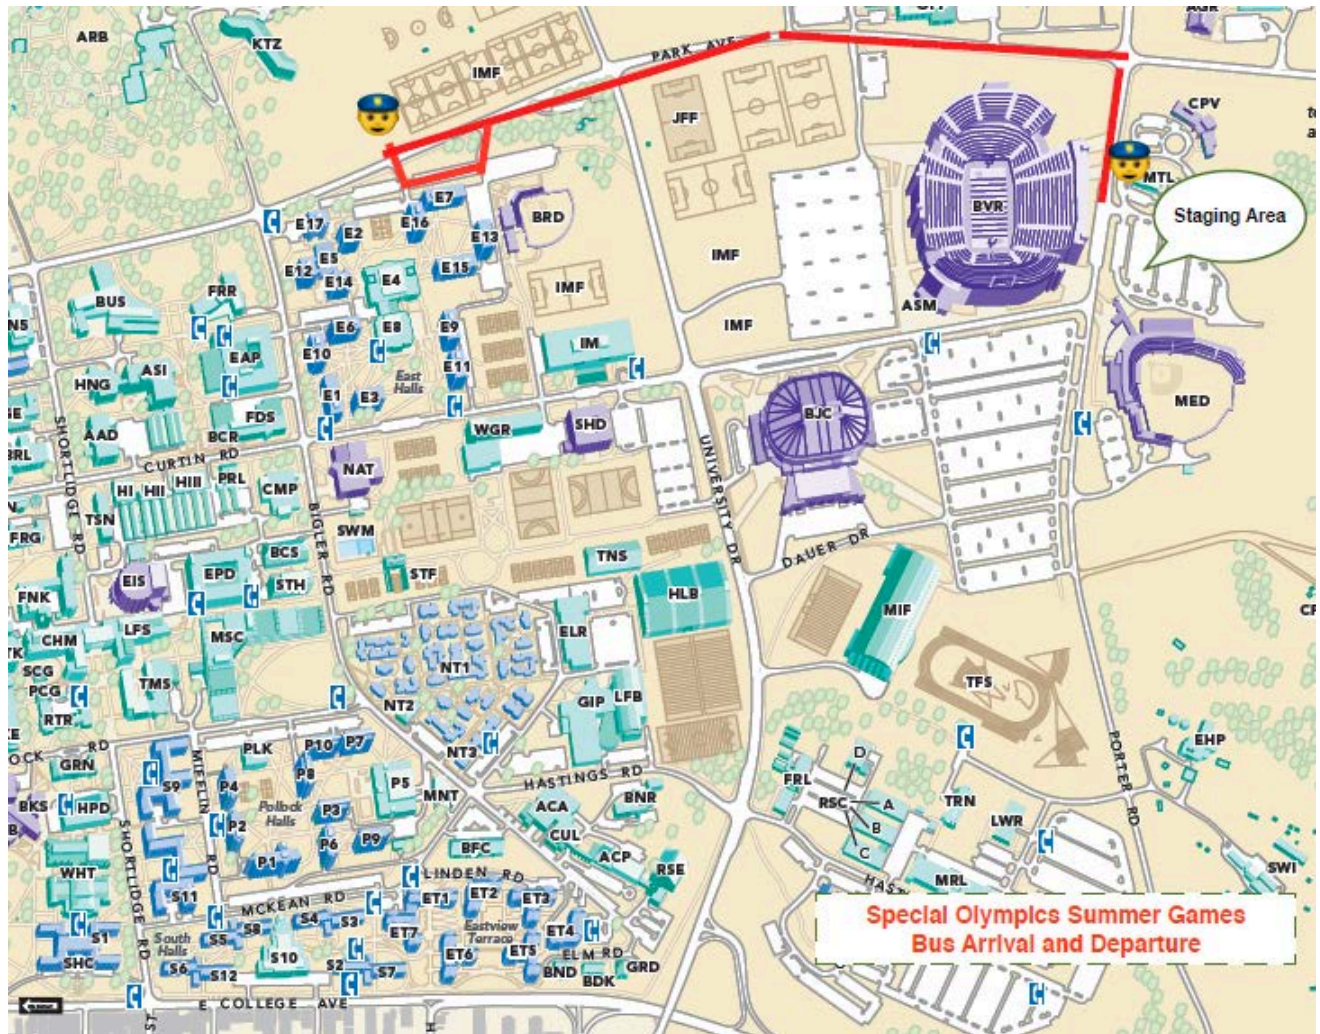 ARB
KTZ
IMF
PARK AVE
AGR
JFF
CPV
MTL
Staging Area
BVR
E7
E17
E2
E16
BRD
E13
E5
E12
E14
E15
E4
IMF
IMF
BUS
FRR
ASM
IMF
E6
E8
E9
IM
EAP
E10
E11
East
Halls
HNG
ASI
E1
E3
BJC
MED
FDS
AAD
BCR
WGR
SHD
BRL
CURTIN RD
NAT
SHORTLIDGE RD
HI
HII
HIII
PRL
CMP
UNIVERSITY DR
TSN
BIGLER RD
SWM
FRG
BCS
TNS
DAUER DR
EIS
EPD
STF
STH
FNK
HLB
MIF
LFS
CHM
MSC
ELR
NT1
SCG
TMS
TFS
PCG
NT2
GIP
LFB
RTR
NT3
OCK RD
PLK
P10
P7
HASTINGS RD
PORTER RD
EHP
GRN
MIFFLIN RD
P8
D
S9
P4
P5
MNT
FRL
RSC
A
BKS
HPD
Pollock
Halls
P3
ACA
BNR
TRN
P2
B
LWR
CUL
P6
P9
C
BFC
ACP
WHT
SHORTLIDGE RD
P1
RSE
SWI
LINDEN RD
MRL
S11
MCKEAN RD
ET1
ET2
ET3
HAST
S4
S3
S1
South
Halls
S8
S5
ET7
Eastview
Terrace
ET4
Special Olympics Summer Games
Bus Arrival and Departure
SHC
S6
S12
S10
S2
S7
ET6
ET5
ELM RD
BND
GRD
BDK
E COLLEGE AVE